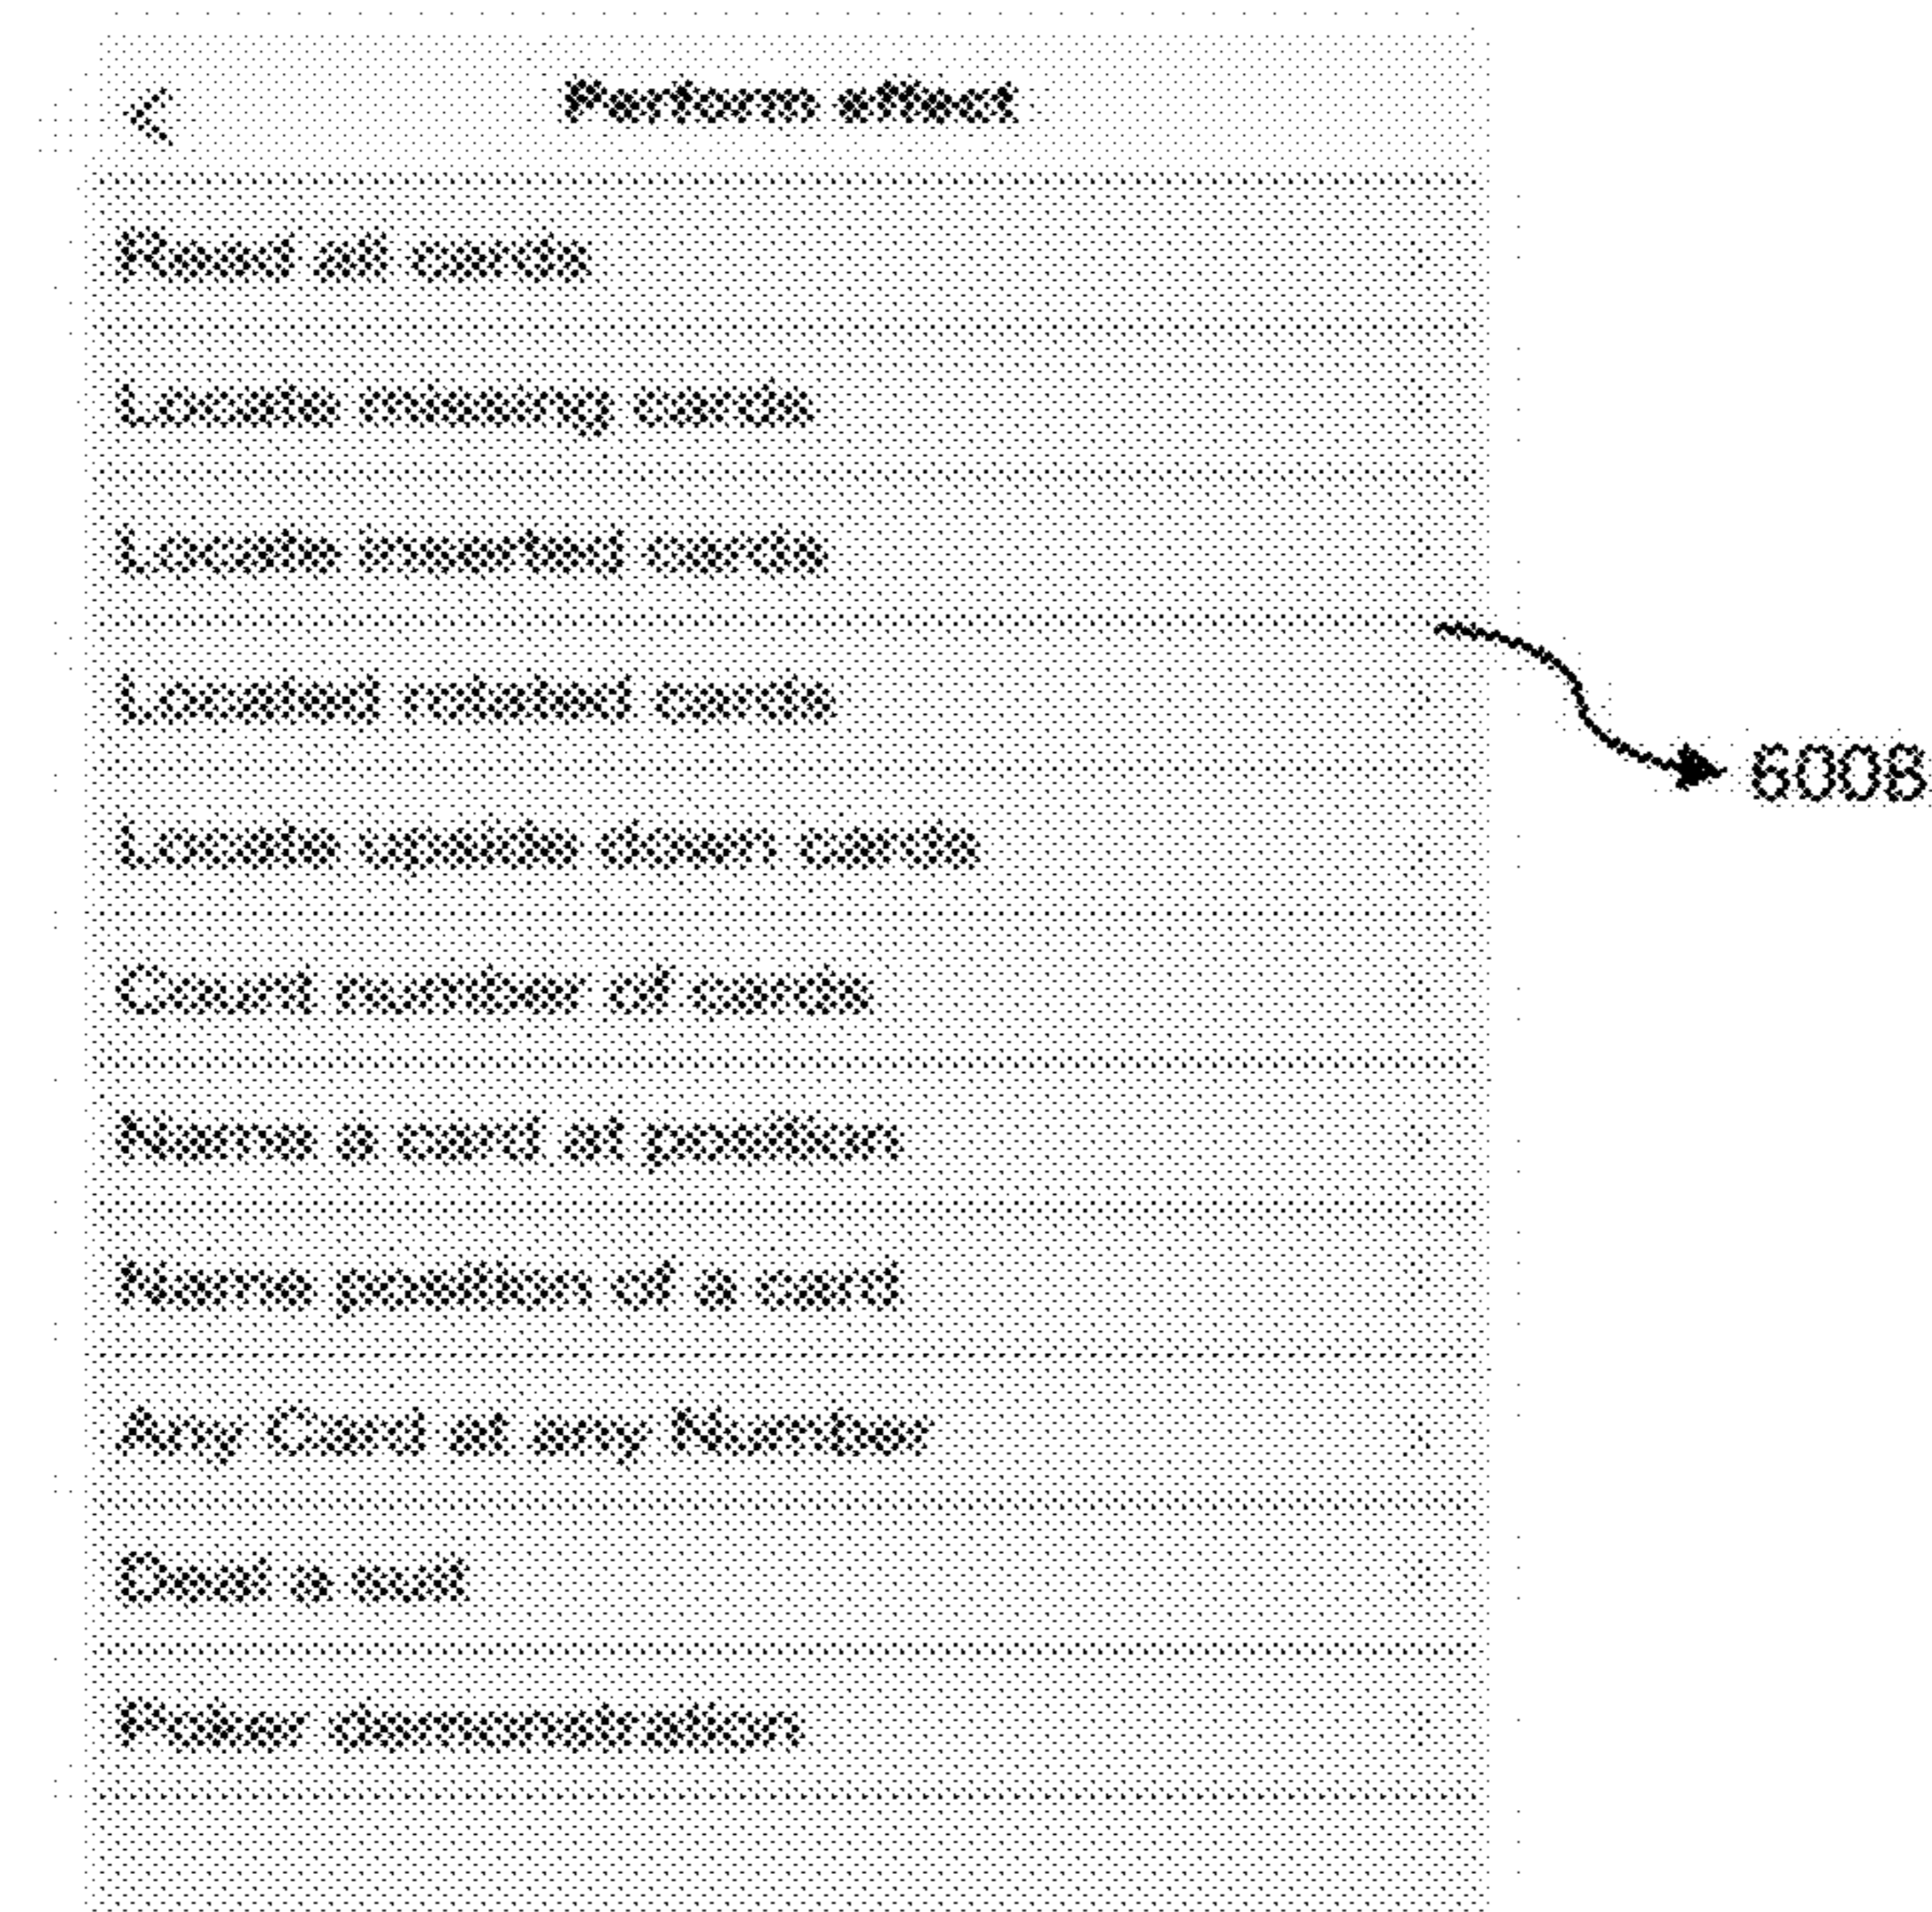 < Perform effect
Read all cards
Locate missing cards
Locate inserted cards
Located rotated cards
Locate upside down cards
Count number of cards
Name a card at position
Name position of a card
Any Card at any Number
Deal a suit
Poker demonstration
6008